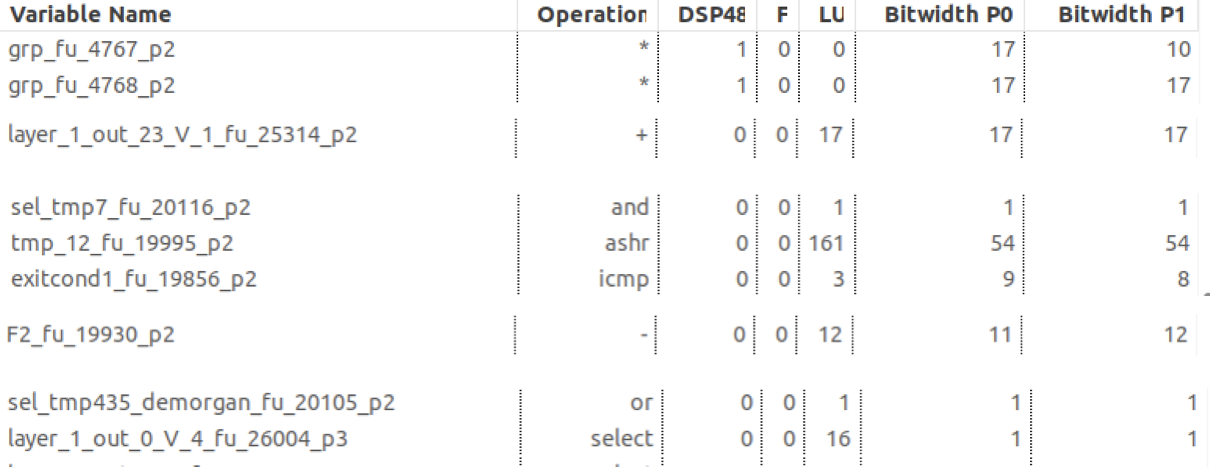 Variable Name Operation DSP48 F LU Bitwidth P0 Bitwidth P1
grp_fu_4767_p2 * 1 0 0 17 10
grp_fu_4768_p2 * 1 0 0 17 17
layer_1_out_23_V_1_fu_25314_p2 + 0 0 17 17 17
sel_tmp7_fu_20116_p2 and 0 0 1 1 1
tmp_12_fu_19995_p2 ashr 0 0 161 54 54
exitcond1_fu_19856_p2 icmp 0 0 3 9 8
F2_fu_19930_p2 - 0 0 12 11 12
sel_tmp435_demorgan_fu_20105_p2 or 0 0 1 1 1
layer_1_out_0_V_4_fu_26004_p3 select 0 0 16 1 1